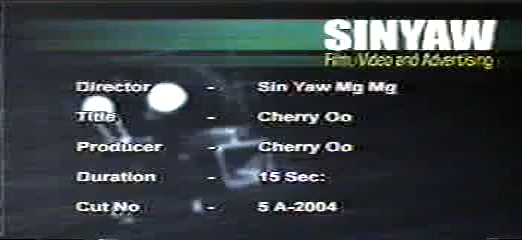 SINYAW
Film, Video and Advertising
Director - Sin Yaw Mg Mg
Title - Cherry Oo
Producer - Cherry Oo
Duration - 15 Sec:
Cut No - 5 A-2004